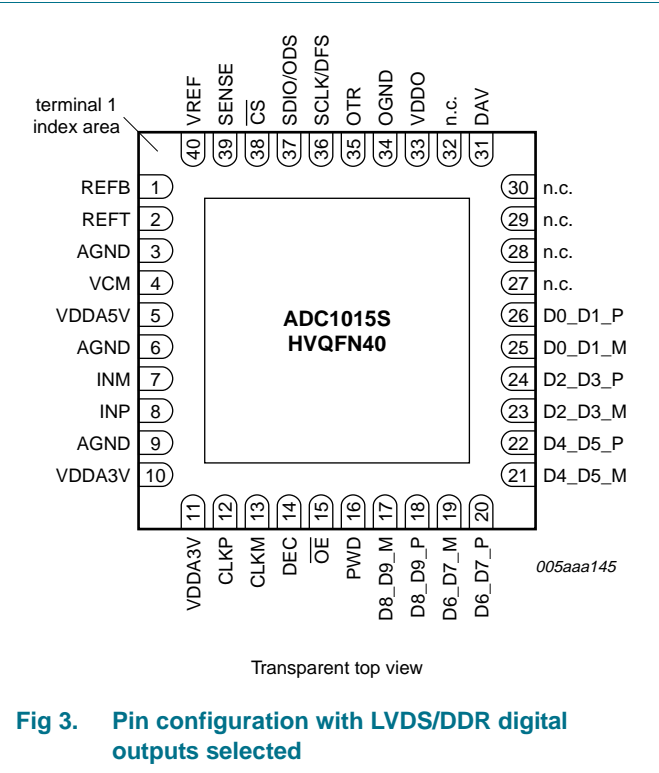 terminal 1
index area
VREF
SENSE
CS
SDIO/ODS
SCLK/DFS
OTR
OGND
VDDO
n.c.
DAV
40
39
38
37
36
35
34
33
32
31
REFB 1
REFT 2
AGND 3
VCM 4
VDDA5V 5
AGND 6
INM 7
INP 8
AGND 9
VDDA3V 10
ADC1015S
HVQFN40
30 n.c.
29 n.c.
28 n.c.
27 n.c.
26 D0_D1_P
25 D0_D1_M
24 D2_D3_P
23 D2_D3_M
22 D4_D5_P
21 D4_D5_M
11
12
13
14
15
16
17
18
19
20
VDDA3V
CLKP
CLKM
DEC
OE
PWD
D8_D9_M
D8_D9_P
D6_D7_M
D6_D7_P
005aaa145
Transparent top view
Fig 3. Pin configuration with LVDS/DDR digital
outputs selected